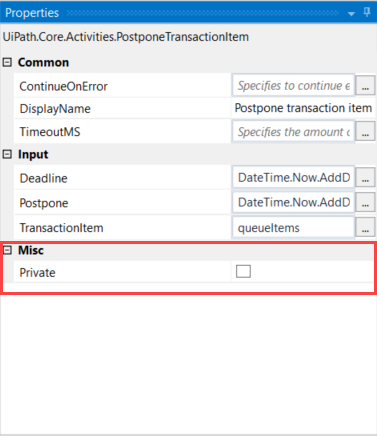 Properties
UiPath.Core.Activities.PostponeTransactionItem
Common
ContinueOnError Specifies to continue e ...
DisplayName Postpone transaction item
TimeoutMS Specifies the amount ...
Input
Deadline DateTime.Now.AddD ...
Postpone DateTime.Now.AddD ...
TransactionItem queueItems ...
Misc
Private